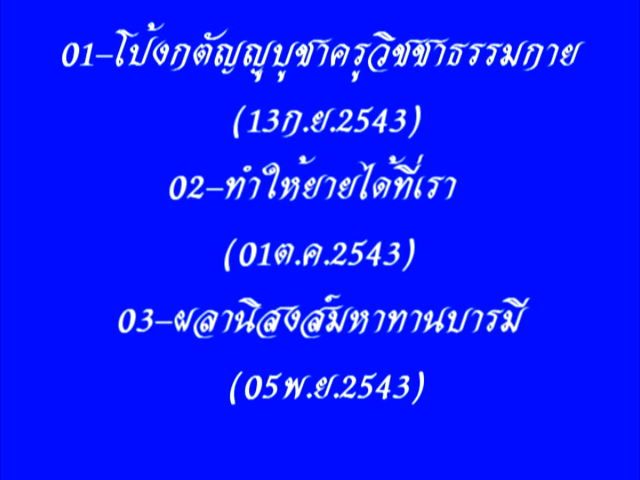 01-โป้งกตัญญูบูชาครูวิชชาธรรมกาย
(13ก.ย.2543)
02-ทำให้ยายได้ที่เรา
(01ต.ค.2543)
03-ผลานิสงส์มหาทานบารมี
(05พ.ย.2543)